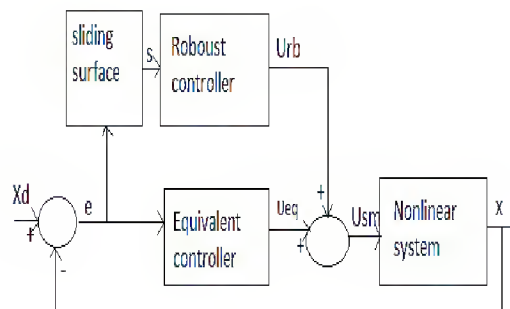 sliding
surface
s
Roboust
controller
Urb
Xd
+
-
e
Equivalent
controller
Ueq
+
+
Usm
Nonlinear
system
X